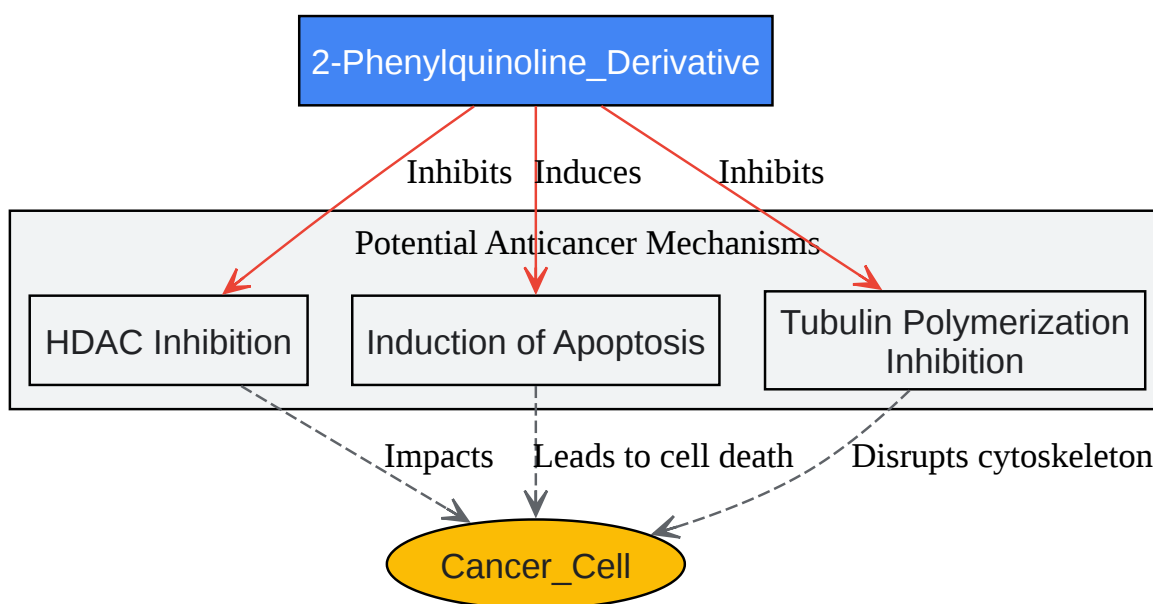 2-Phenylquinoline_Derivative
Inhibits
Induces
Inhibits
Potential Anticancer Mechanisms
HDAC Inhibition
Induction of Apoptosis
Tubulin Polymerization
Inhibition
Impacts
Leads to cell death
Disrupts cytoskeleton
Cancer_Cell